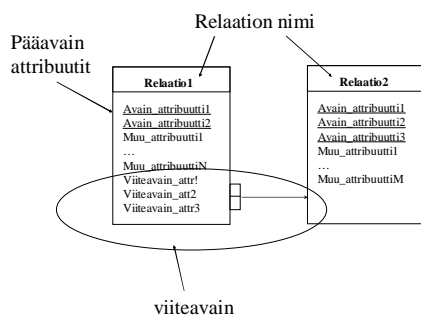 Relaation nimi
Pääavain
attribuutit
Relaatio1
Avain_attribuutti1
Avain_attribuutti2
Muu_attribuutti1
…
Muu_attribuuttiN
Viiteavain_attr!
Viiteavain_att2
Viiteavain_attr3
Relaatio2
Avain_attribuutti1
Avain_attribuutti2
Avain_attribuutti3
Muu_attribuutti1
…
Muu_attribuuttiM
viiteavain